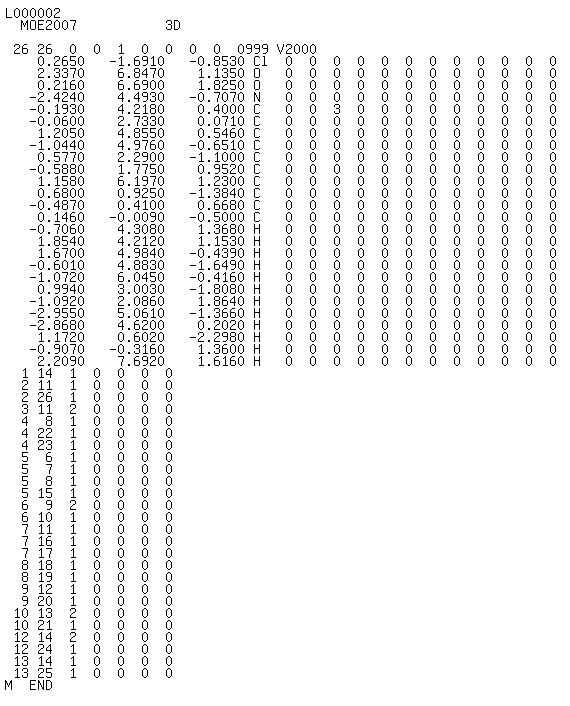 L000002
  MOE2007           3D

 26 26  0  0  1  0  0  0  0  0999 V2000
    0.2650   -1.6910   -0.8530 Cl  0  0  0  0  0  0  0  0  0  0  0  0
    2.3370    6.8470    1.1350 O   0  0  0  0  0  0  0  0  0  0  0  0
    0.2160    6.6900    1.8250 O   0  0  0  0  0  0  0  0  0  0  0  0
   -2.4240    4.4930   -0.7070 N   0  0  0  0  0  0  0  0  0  0  0  0
   -0.1930    4.2180    0.4000 C   0  0  3  0  0  0  0  0  0  0  0  0
   -0.0600    2.7330    0.0710 C   0  0  0  0  0  0  0  0  0  0  0  0
    1.2050    4.8550    0.5460 C   0  0  0  0  0  0  0  0  0  0  0  0
   -1.0440    4.9760   -0.6510 C   0  0  0  0  0  0  0  0  0  0  0  0
    0.5770    2.2900   -1.1000 C   0  0  0  0  0  0  0  0  0  0  0  0
   -0.5880    1.7750    0.9520 C   0  0  0  0  0  0  0  0  0  0  0  0
    1.1580    6.1970    1.2300 C   0  0  0  0  0  0  0  0  0  0  0  0
    0.6800    0.9250   -1.3840 C   0  0  0  0  0  0  0  0  0  0  0  0
   -0.4870    0.4100    0.6680 C   0  0  0  0  0  0  0  0  0  0  0  0
    0.1460   -0.0090   -0.5000 C   0  0  0  0  0  0  0  0  0  0  0  0
   -0.7060    4.3080    1.3680 H   0  0  0  0  0  0  0  0  0  0  0  0
    1.8540    4.2120    1.1530 H   0  0  0  0  0  0  0  0  0  0  0  0
    1.6700    4.9840   -0.4390 H   0  0  0  0  0  0  0  0  0  0  0  0
   -0.6010    4.8830   -1.6490 H   0  0  0  0  0  0  0  0  0  0  0  0
   -1.0720    6.0450   -0.4160 H   0  0  0  0  0  0  0  0  0  0  0  0
    0.9940    3.0030   -1.8080 H   0  0  0  0  0  0  0  0  0  0  0  0
   -1.0920    2.0860    1.8640 H   0  0  0  0  0  0  0  0  0  0  0  0
   -2.9550    5.0610   -1.3660 H   0  0  0  0  0  0  0  0  0  0  0  0
   -2.8680    4.6200    0.2020 H   0  0  0  0  0  0  0  0  0  0  0  0
    1.1720    0.6020   -2.2980 H   0  0  0  0  0  0  0  0  0  0  0  0
   -0.9070   -0.3160    1.3600 H   0  0  0  0  0  0  0  0  0  0  0  0
    2.2090    7.6920    1.6160 H   0  0  0  0  0  0  0  0  0  0  0  0
  1 14  1  0  0  0  0
  2 11  1  0  0  0  0
  2 26  1  0  0  0  0
  3 11  2  0  0  0  0
  4  8  1  0  0  0  0
  4 22  1  0  0  0  0
  4 23  1  0  0  0  0
  5  6  1  0  0  0  0
  5  7  1  0  0  0  0
  5  8  1  0  0  0  0
  5 15  1  0  0  0  0
  6  9  2  0  0  0  0
  6 10  1  0  0  0  0
  7 11  1  0  0  0  0
  7 16  1  0  0  0  0
  7 17  1  0  0  0  0
  8 18  1  0  0  0  0
  8 19  1  0  0  0  0
  9 12  1  0  0  0  0
  9 20  1  0  0  0  0
 10 13  2  0  0  0  0
 10 21  1  0  0  0  0
 12 14  2  0  0  0  0
 12 24  1  0  0  0  0
 13 14  1  0  0  0  0
 13 25  1  0  0  0  0
M  END